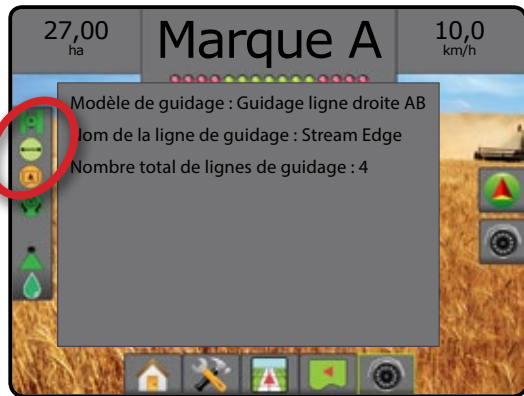 27,00
ha
Marque A
10,0
km/h
Modèle de guidage : Guidage ligne droite AB
Nom de la ligne de guidage : Stream Edge
Nombre total de lignes de guidage : 4